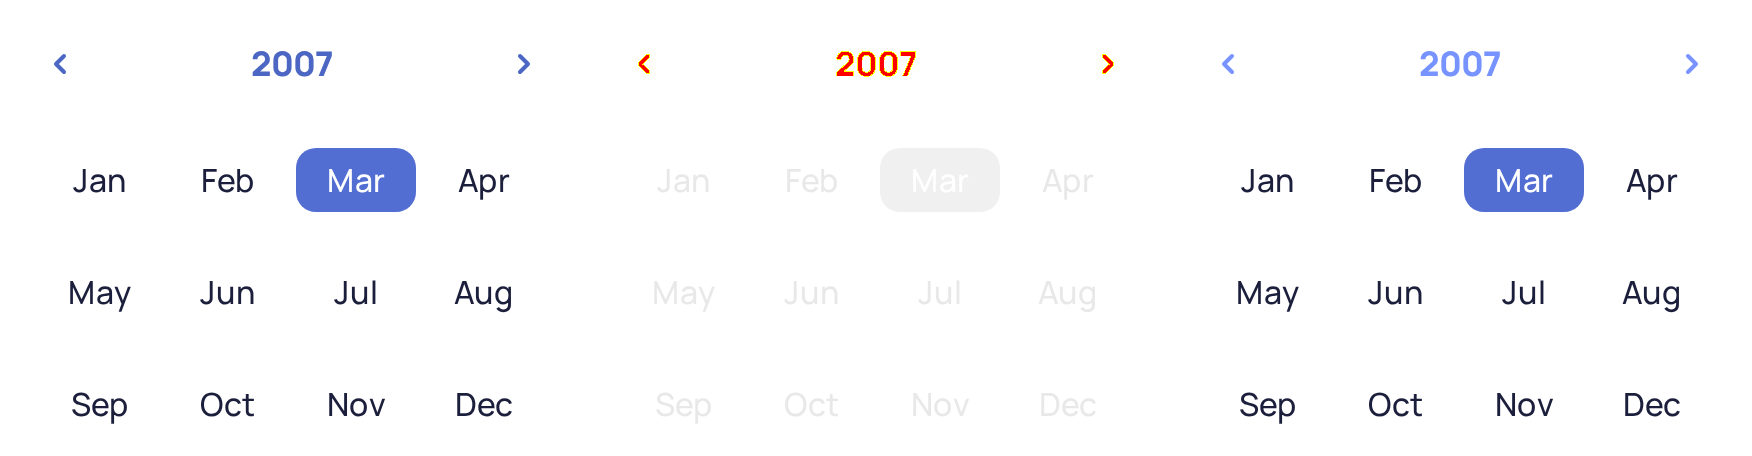 2007 2007 2007
Jan Feb Mar Apr Jan Feb Mar Apr Jan Feb Mar Apr
May Jun Jul Aug May Jun Jul Aug May Jun Jul Aug
Sep Oct Nov Dec Sep Oct Nov Dec Sep Oct Nov Dec